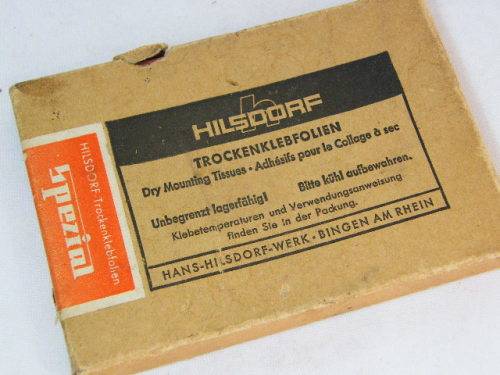 HILSDORF
TROCKENKLEBFOLIEN
Dry Mounting Tissues • Adhésifs pour le Collage à sec
Unbegrenzt lagerfähig! Bitte kühl aufbewahren.
Klebetemperaturen und Verwendungsanweisung
finden Sie in der Packung.
HANS-HILSDORF-WERK • BINGEN AM RHEIN
HILSDORF-Trockenklebfolien
Spezial